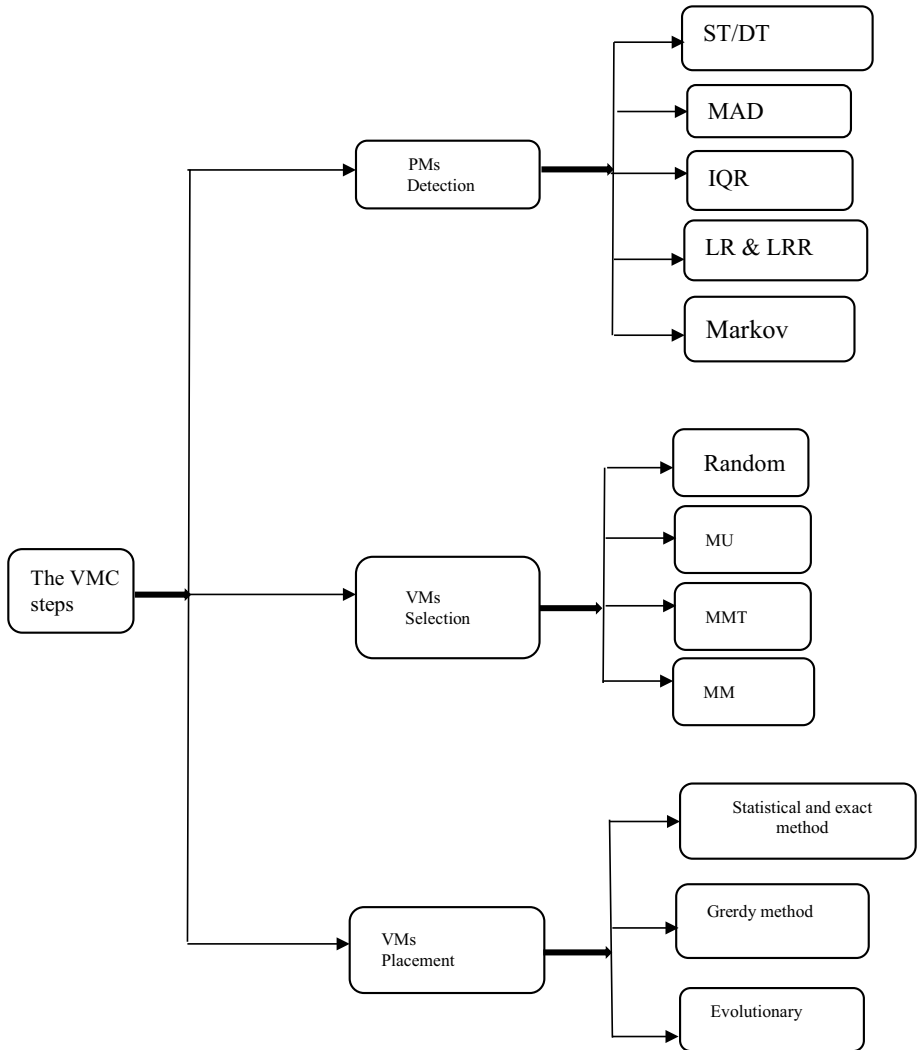 The VMC
steps
PMs
Detection
ST/DT
MAD
IQR
LR & LRR
Markov
VMs
Selection
Random
MU
MMT
MM
VMs
Placement
Statistical and exact
method
Grerdy method
Evolutionary